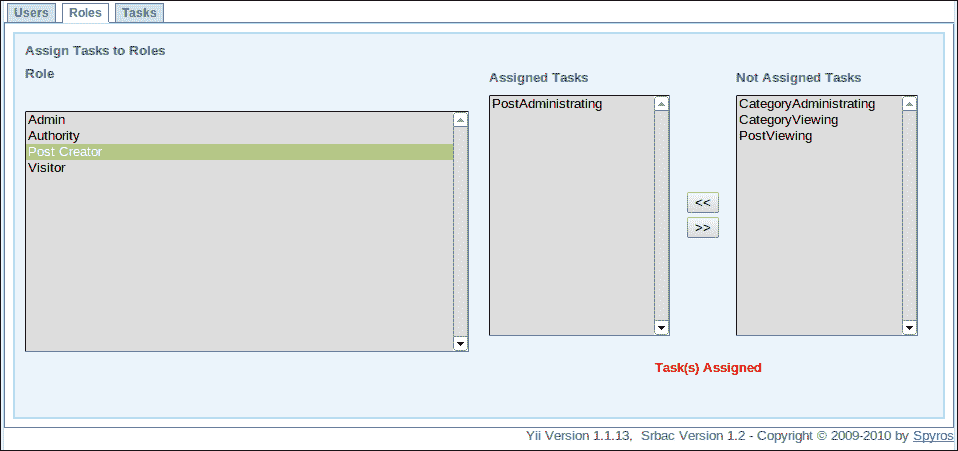 Users Roles Tasks
Assign Tasks to Roles
Role
Admin
Authority
Post Creator
Visitor
Assigned Tasks
PostAdministrating
<<
>>
Not Assigned Tasks
CategoryAdministrating
CategoryViewing
PostViewing
Task(s) Assigned
Yii Version 1.1.13, Srbac Version 1.2 - Copyright © 2009-2010 by Spyros